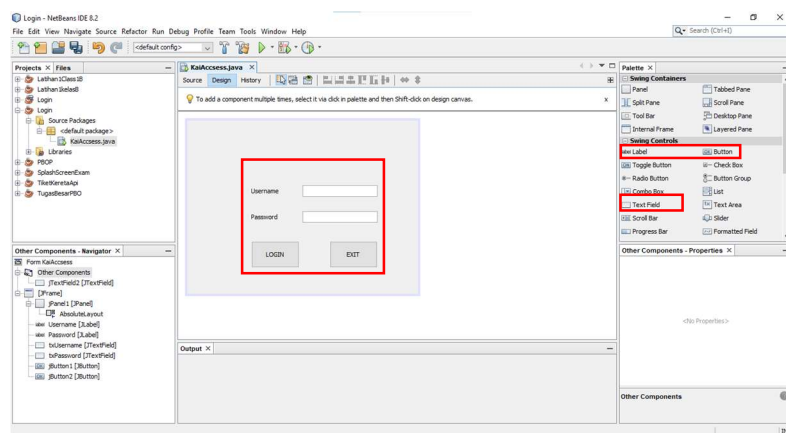 Login - NetBeans IDE 8.2
File Edit View Navigate Source Refactor Run Debug Profile Team Tools Window Help
Search (Ctrl+I)
<default config>
Projects Files
Latihan1Class1B
Latihan1kelasB
Login
Login
Source Packages
<default package>
KaiAccsess.java
Libraries
PBOP
SplashScreenExam
TiketKeretaApi
TugasBesarPBO
Other Components - Navigator
Form KaiAccsess
Other Components
jTextField2 [JTextField]
[JFrame]
jPanel1 [JPanel]
AbsoluteLayout
Username [JLabel]
Password [JLabel]
txUsername [JTextField]
txPassword [JTextField]
jButton1 [JButton]
jButton2 [JButton]
KaiAccsess.java
Source Design History
To add a component multiple times, select it via click in palette and then Shift-click on design canvas. x
Username
Password
LOGIN EXIT
Output
Palette
Swing Containers
Panel Tabbed Pane
Split Pane Scroll Pane
Tool Bar Desktop Pane
Internal Frame Layered Pane
Swing Controls
Label Button
Toggle Button Check Box
Radio Button Button Group
Combo Box List
Text Field Text Area
Scroll Bar Slider
Progress Bar Formatted Field
Other Components - Properties
<No Properties>
Other Components